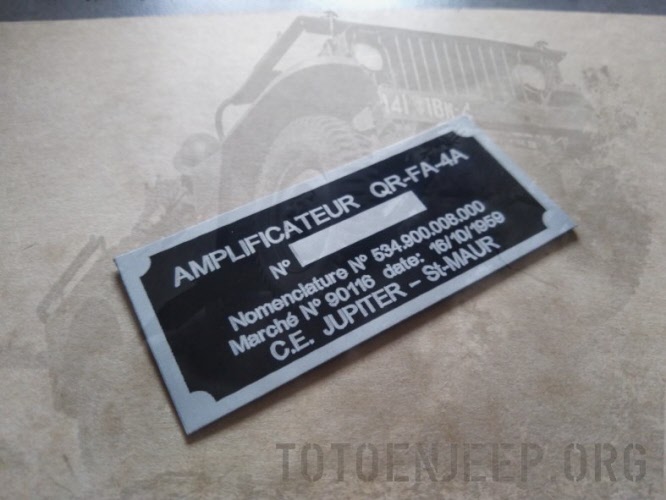 AMPLIFICATEUR QR-FA-4A
N°
Nomenclature N° 534.900.008.000
Marché N° 90116 date: 16/10/1959
C.E. JUPITER - St-MAUR
TOTOENJEEP.ORG